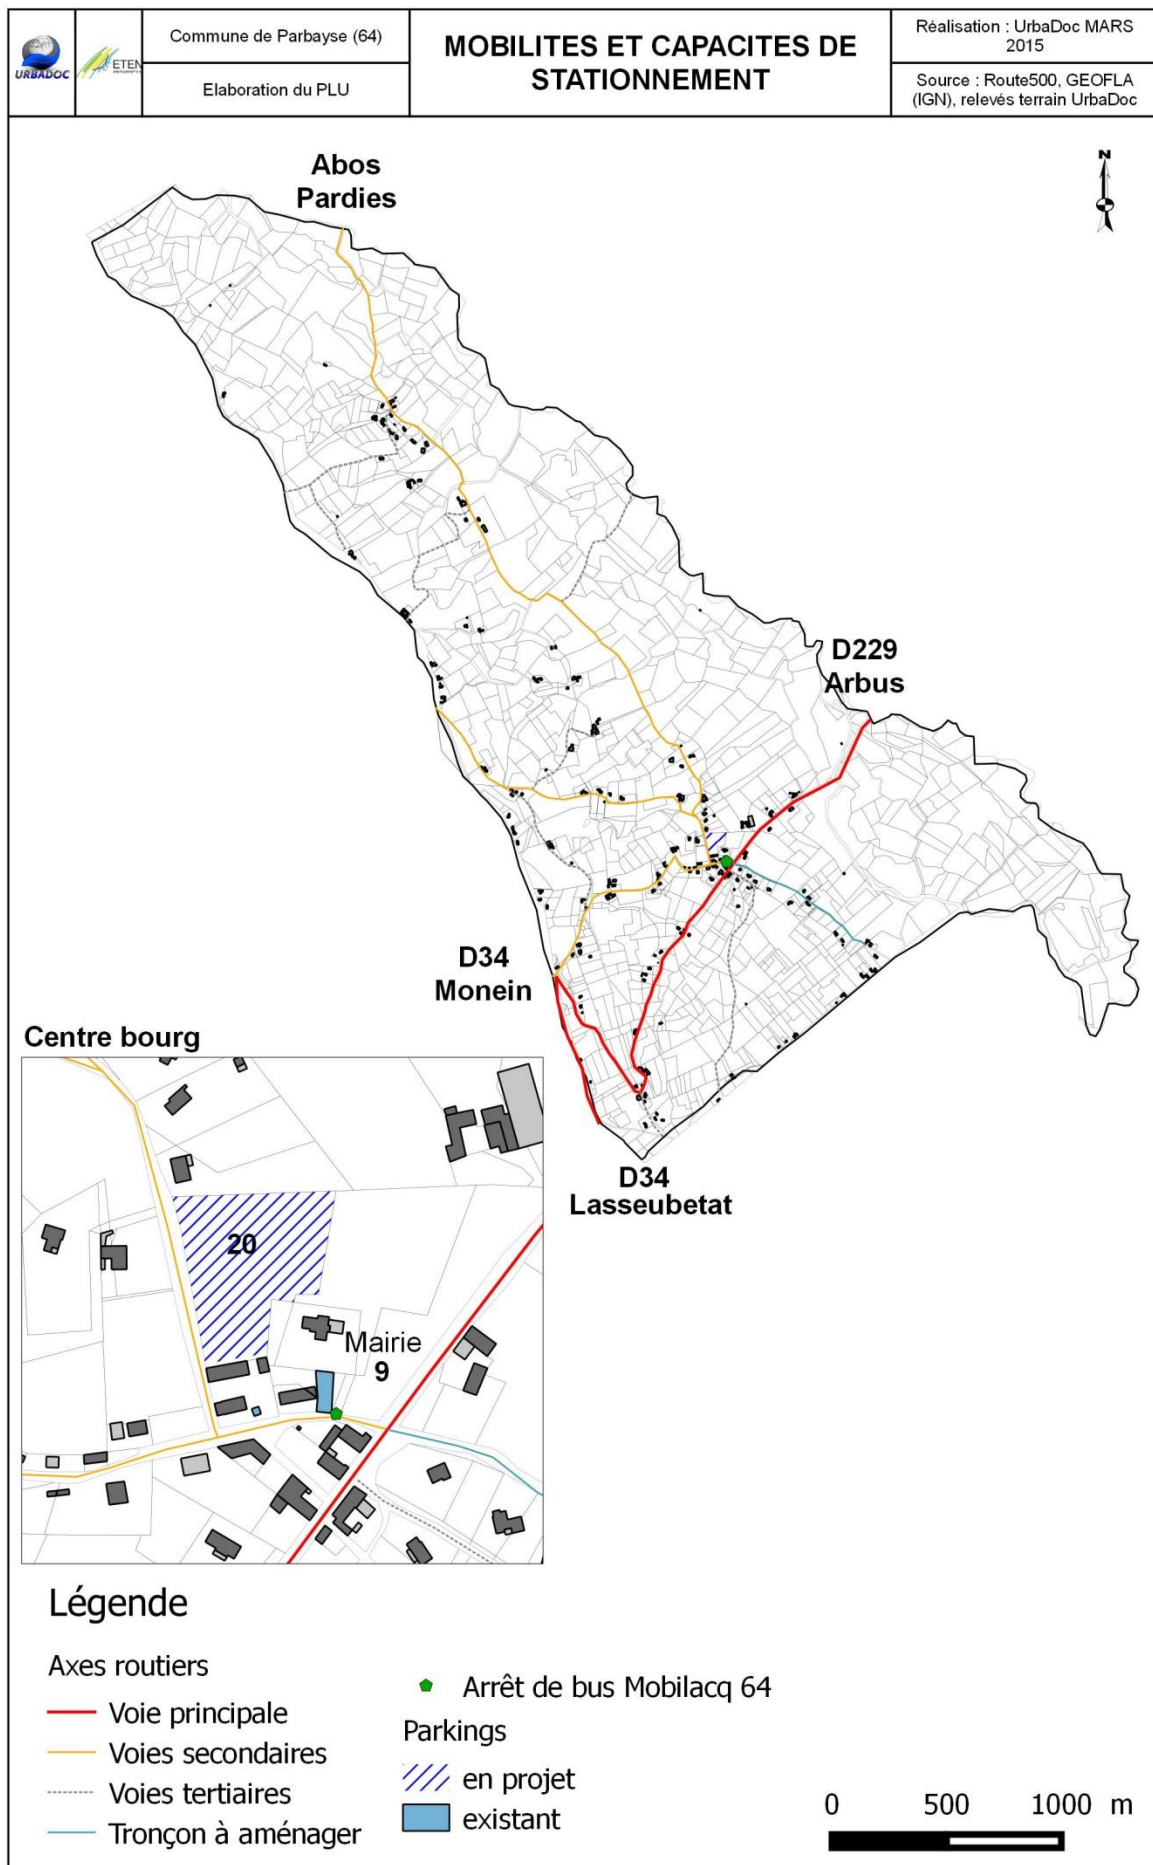 URBADOC
ETEN
Commune de Parbayse (64)
Elaboration du PLU
MOBILITES ET CAPACITES DE
STATIONNEMENT
Réalisation : UrbaDoc MARS
2015
Source : Route500, GEOFLA
(IGN), relevés terrain UrbaDoc
N
Abos
Pardies
D229
Arbus
D34
Monein
D34
Lasseubetat
Centre bourg
20
Mairie
9
Légende
Axes routiers
Voie principale
Voies secondaires
Voies tertiaires
Tronçon à aménager
Arrêt de bus Mobilacq 64
Parkings
en projet
existant
0 500 1000 m